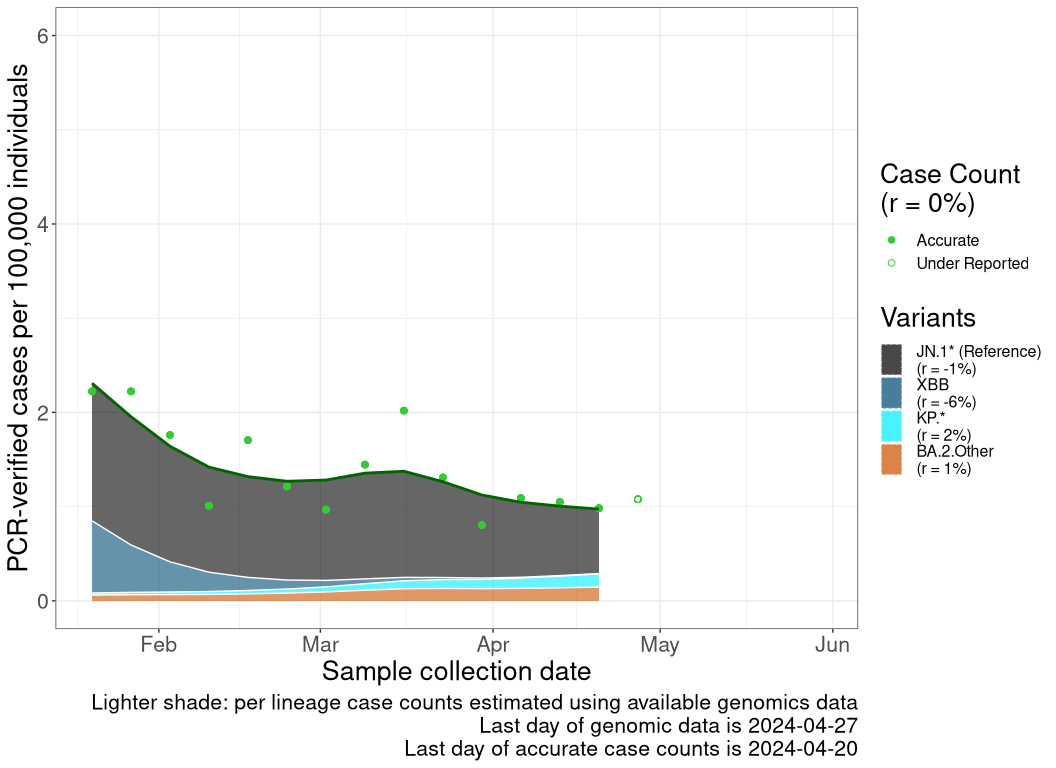 PCR-verified cases per 100,000 individuals
6
4
2
0
Feb
Mar
Apr
May
Jun
Sample collection date
Lighter shade: per lineage case counts estimated using available genomics data
Last day of genomic data is 2024-04-27
Last day of accurate case counts is 2024-04-20
Case Count
(r = 0%)
Accurate
Under Reported
Variants
JN.1* (Reference)
(r = -1%)
XBB
(r = -6%)
KP.*
(r = 2%)
BA.2.Other
(r = 1%)